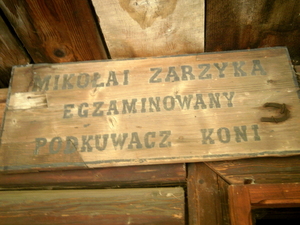 MIKOŁAJ ZARZYKA
EGZAMINOWANY
PODKUWACZ KONI